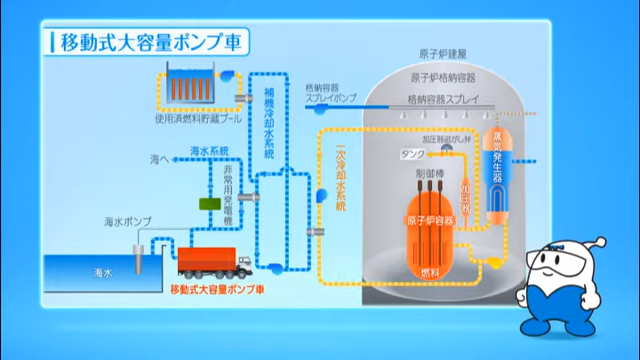 移動式大容量ポンプ車
原子炉建屋
原子炉格納容器
格納容器
スプレイポンプ
格納容器スプレイ
使用済燃料貯蔵プール
補機冷却水系統
海へ
海水系統
非常用発電機
一次冷却水系統
加圧器逃がし弁
タンク
蒸気発生器
制御棒
加圧器
原子炉容器
燃料
海水ポンプ
海水
移動式大容量ポンプ車